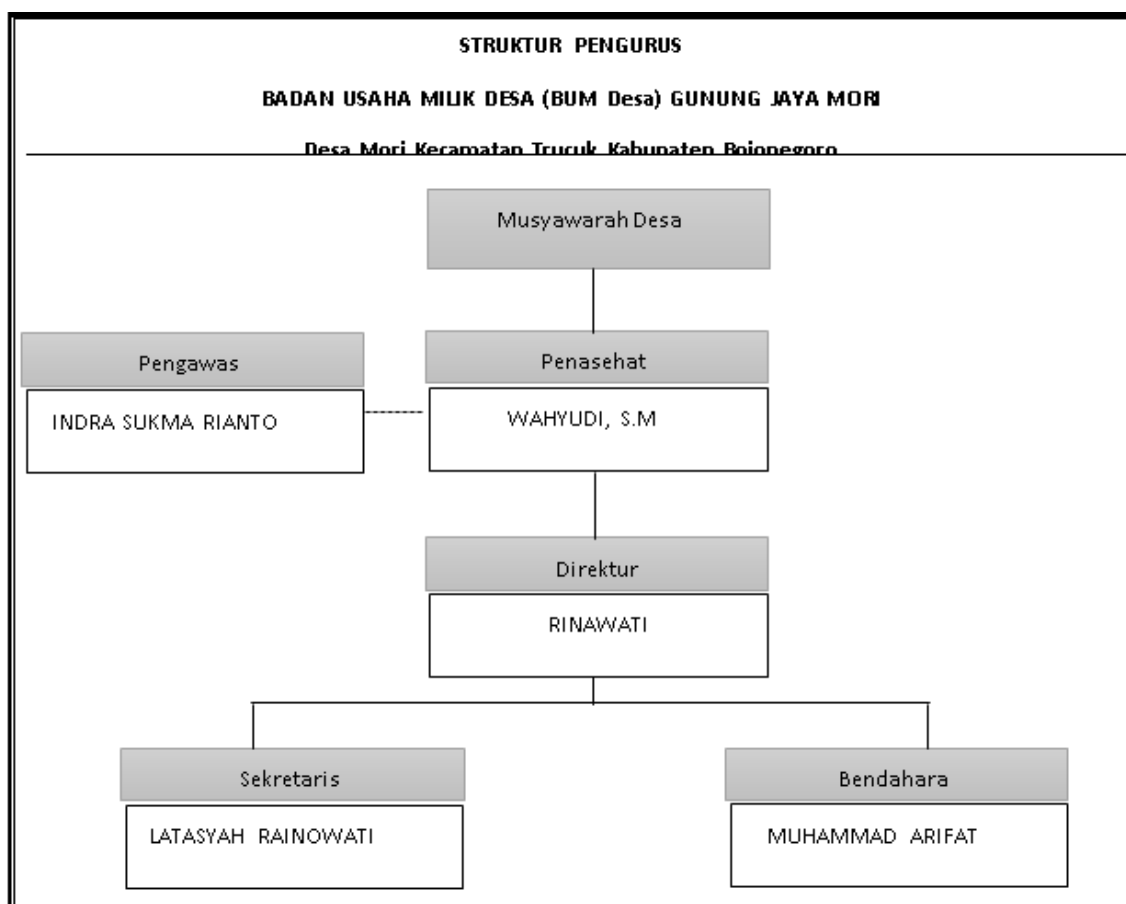 STRUKTUR PENGURUS
BADAN USAHA MILIK DESA (BUM Desa) GUNUNG JAYA MORI
Desa Mori Kecamatan Trucuk Kabupaten Bojonegoro
Musyawarah Desa
Pengawas
INDRA SUKMA RIANTO
Penasehat
WAHYUDI, S.M
Direktur
RINAWATI
Sekretaris
LATASYAH RAINOWATI
Bendahara
MUHAMMAD ARIFAT